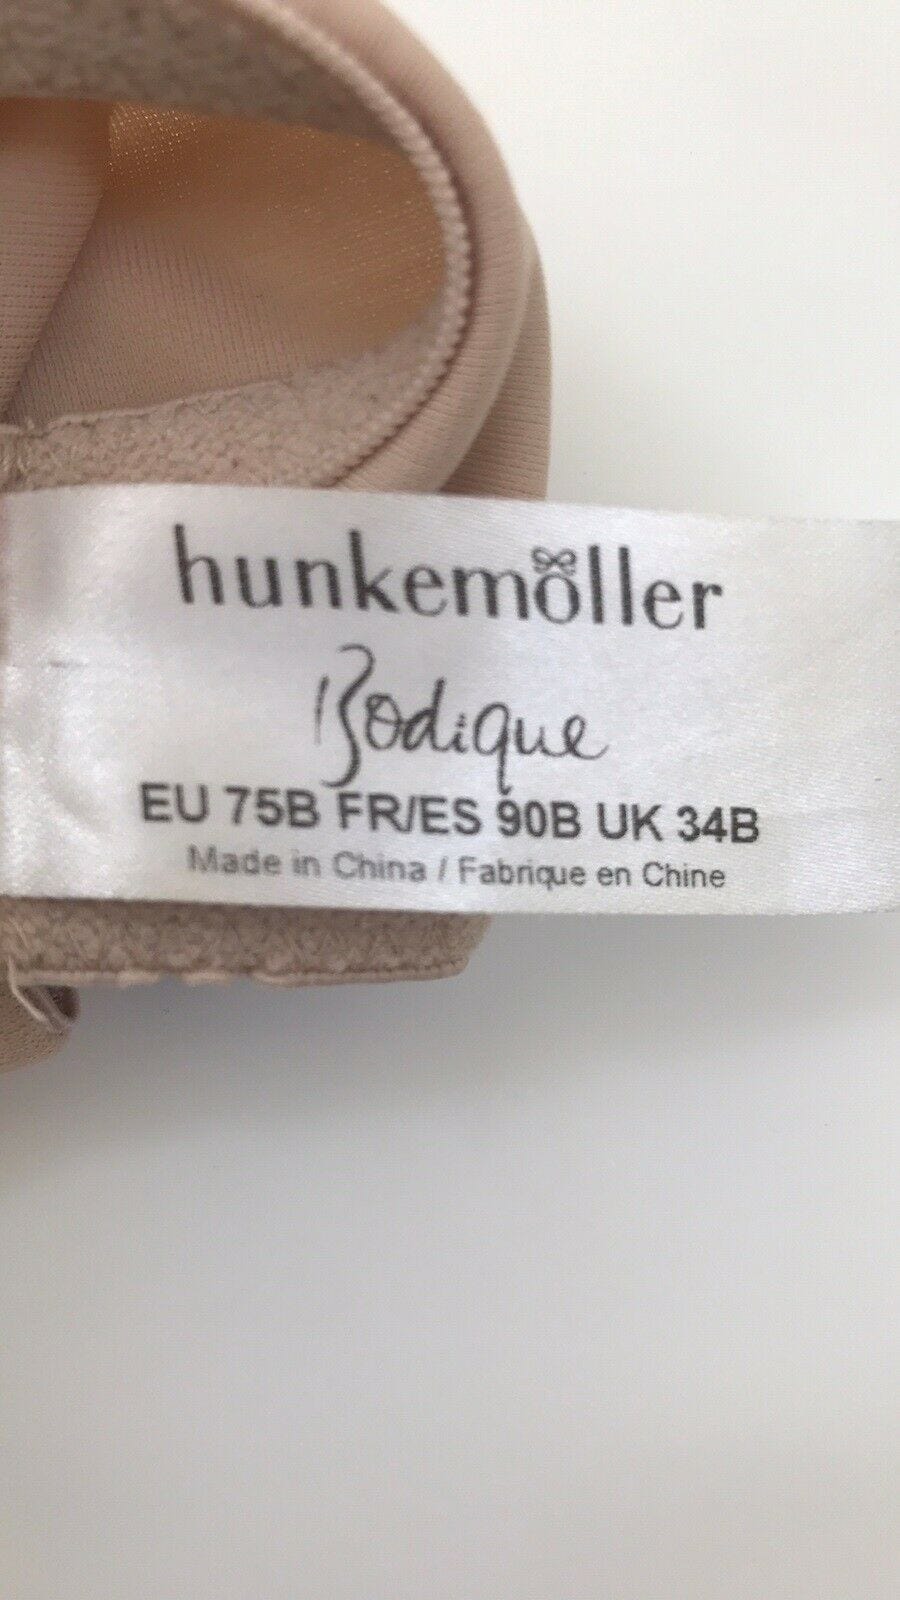 hunkemöller
Bodique
EU 75B FR/ES 90B UK 34B
Made in China / Fabrique en Chine